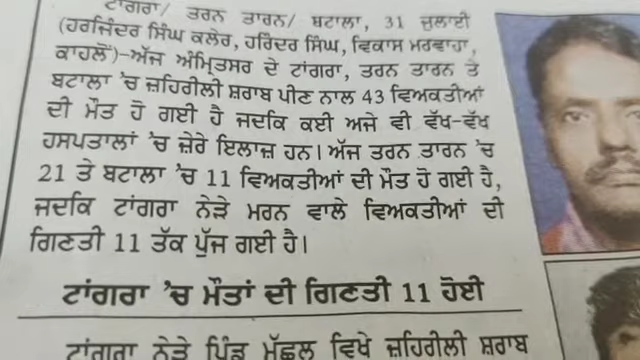 ਟਾਂਗਰਾ/ ਤਰਨ ਤਾਰਨ/ ਬਟਾਲਾ, 31 ਜੁਲਾਈ
(ਹਰਜਿੰਦਰ ਸਿੰਘ ਕਲੇਰ, ਹਰਿੰਦਰ ਸਿੰਘ, ਵਿਕਾਸ ਮਰਵਾਹਾ,
ਕਾਹਲੋਂ)-ਅੱਜ ਅੰਮ੍ਰਿਤਸਰ ਦੇ ਟਾਂਗਰਾ, ਤਰਨ ਤਾਰਨ ਤੇ
ਬਟਾਲਾ 'ਚ ਜ਼ਹਿਰੀਲੀ ਸ਼ਰਾਬ ਪੀਣ ਨਾਲ 43 ਵਿਅਕਤੀਆਂ
ਦੀ ਮੌਤ ਹੋ ਗਈ ਹੈ ਜਦਕਿ ਕਈ ਅਜੇ ਵੀ ਵੱਖ-ਵੱਖ
ਹਸਪਤਾਲਾਂ 'ਚ ਜ਼ੇਰੇ ਇਲਾਜ਼ ਹਨ। ਅੱਜ ਤਰਨ ਤਾਰਨ 'ਚ
21 ਤੇ ਬਟਾਲਾ 'ਚ 11 ਵਿਅਕਤੀਆਂ ਦੀ ਮੌਤ ਹੋ ਗਈ ਹੈ,
ਜਦਕਿ ਟਾਂਗਰਾ ਨੇੜੇ ਮਰਨ ਵਾਲੇ ਵਿਅਕਤੀਆਂ ਦੀ
ਗਿਣਤੀ 11 ਤੱਕ ਪੁੱਜ ਗਈ ਹੈ।
ਟਾਂਗਰਾ 'ਚ ਮੌਤਾਂ ਦੀ ਗਿਣਤੀ 11 ਹੋਈ
ਟਾਂਗਰਾ ਨੇੜੇ ਪਿੰਡ ਮੁੱਛਲ ਵਿਖੇ ਜ਼ਹਿਰੀਲੀ ਸ਼ਰਾਬ